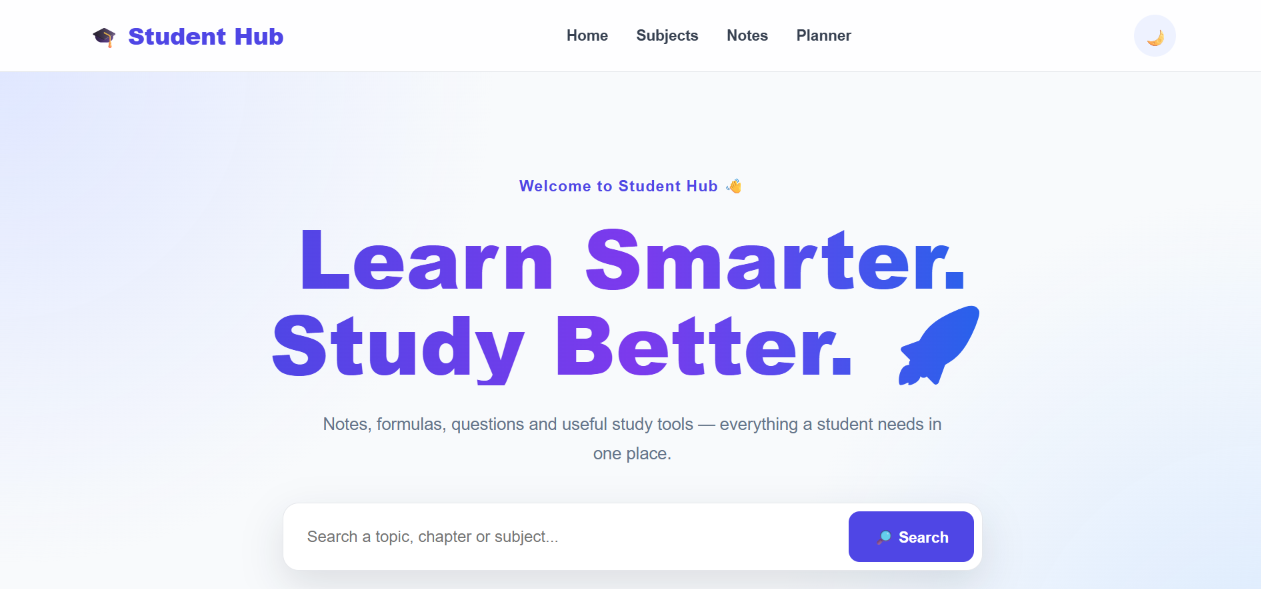 🎓 Student Hub
Home Subjects Notes Planner
🌙
Welcome to Student Hub 👋
Learn Smarter.
Study Better. 🚀
Notes, formulas, questions and useful study tools — everything a student needs in
one place.
Search a topic, chapter or subject...
🔎 Search